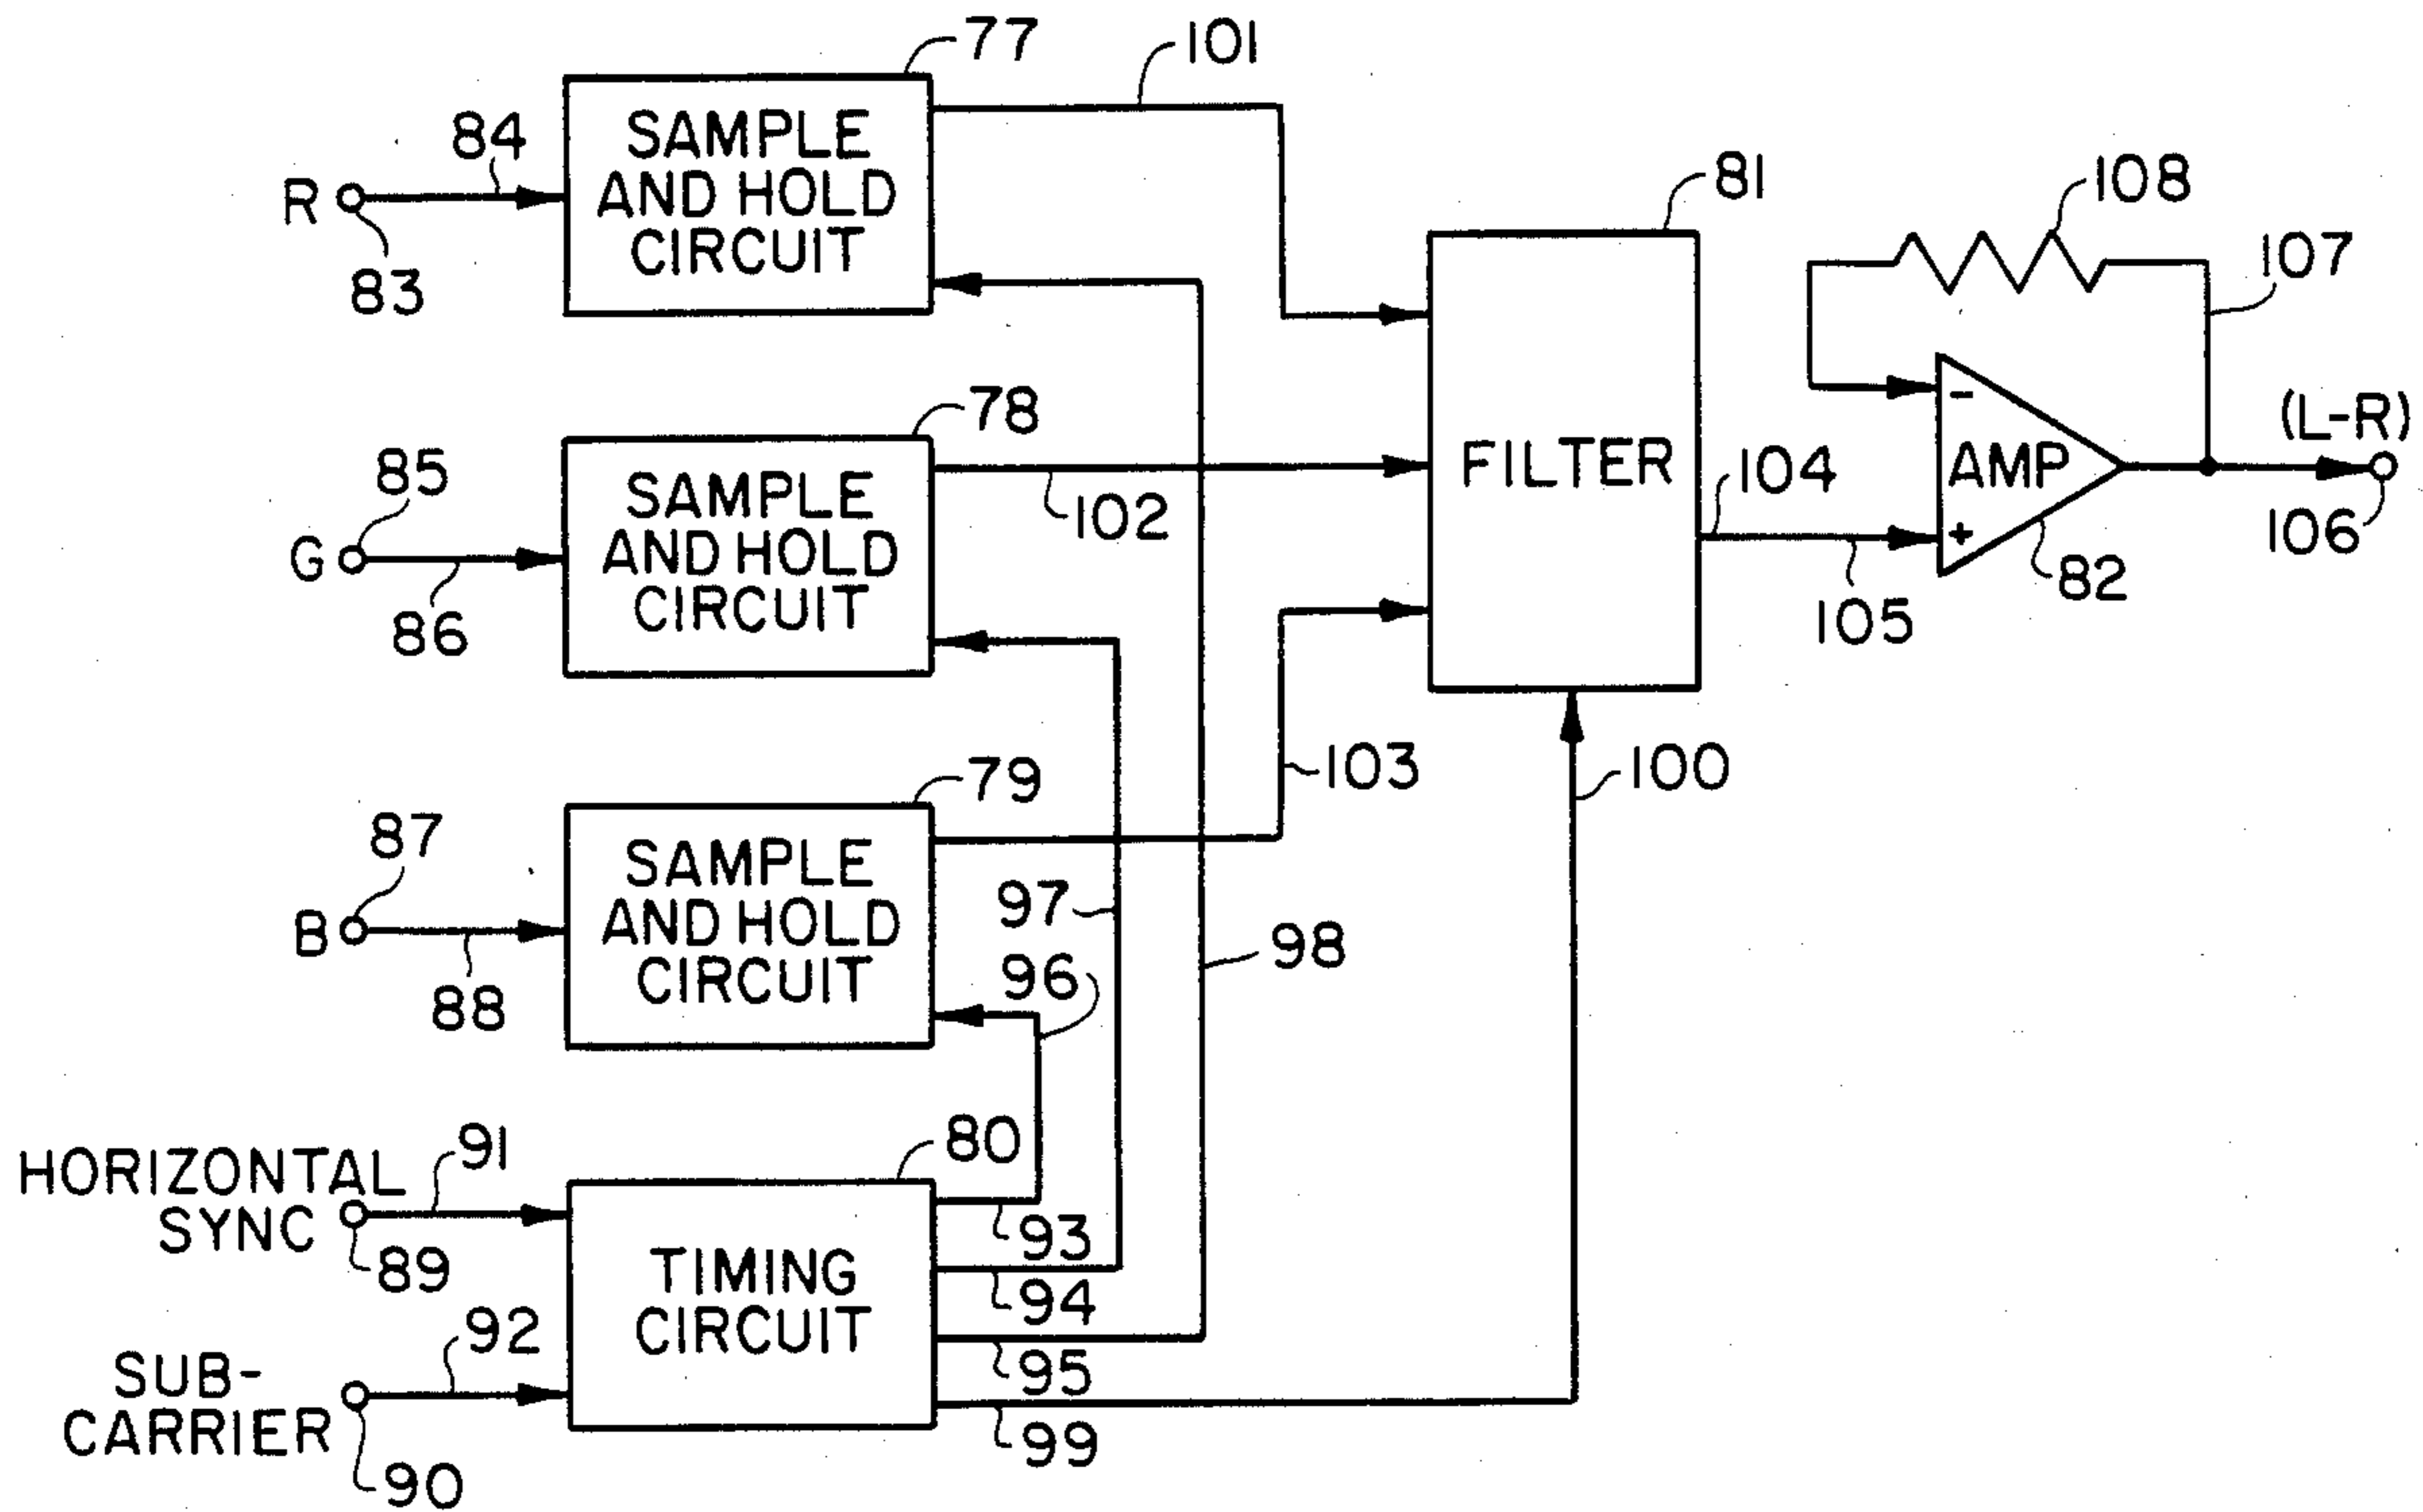 77
101
SAMPLE
AND HOLD
CIRCUIT
84
R
83
81
108
107
78
85
SAMPLE
AND HOLD
CIRCUIT
102
G
86
FILTER
104
105
-
AMP
+
82
(L-R)
106
79
87
SAMPLE
AND HOLD
CIRCUIT
B
88
103
100
97
96
98
80
HORIZONTAL
SYNC
91
89
TIMING
CIRCUIT
93
94
95
99
92
SUB-
CARRIER
90